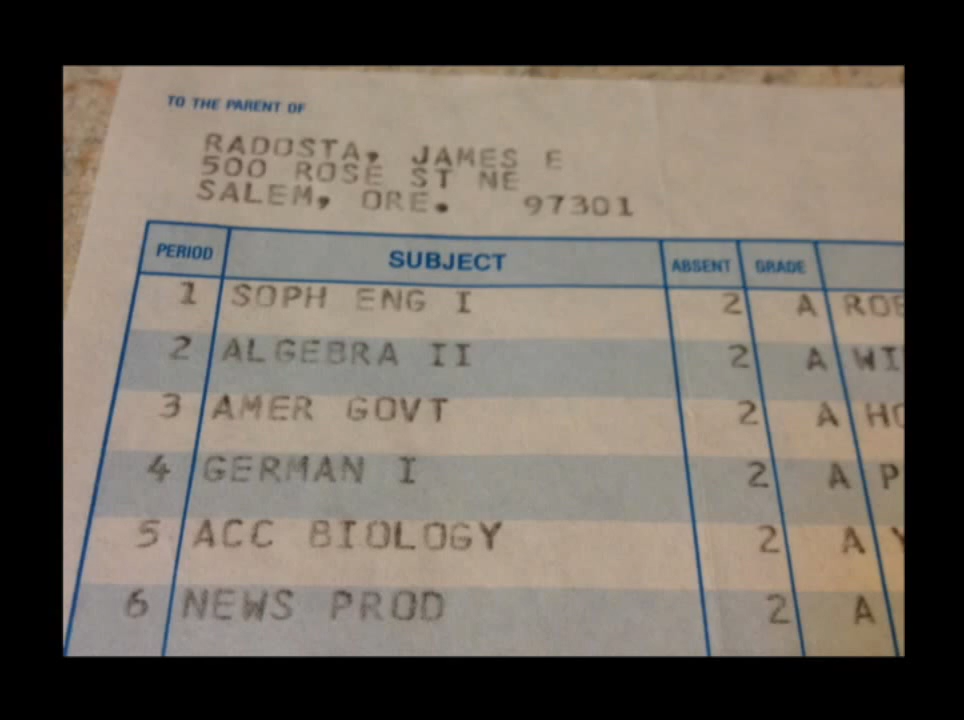 TO THE PARENT OF
RADOSTA, JAMES E
500 ROSE ST NE
SALEM, ORE. 97301
PERIOD SUBJECT ABSENT GRADE
1 SOPH ENG I 2 A
2 ALGEBRA II 2 A
3 AMER GOVT 2 A
4 GERMAN I 2 A
5 ACC BIOLOGY 2 A
6 NEWS PROD 2 A